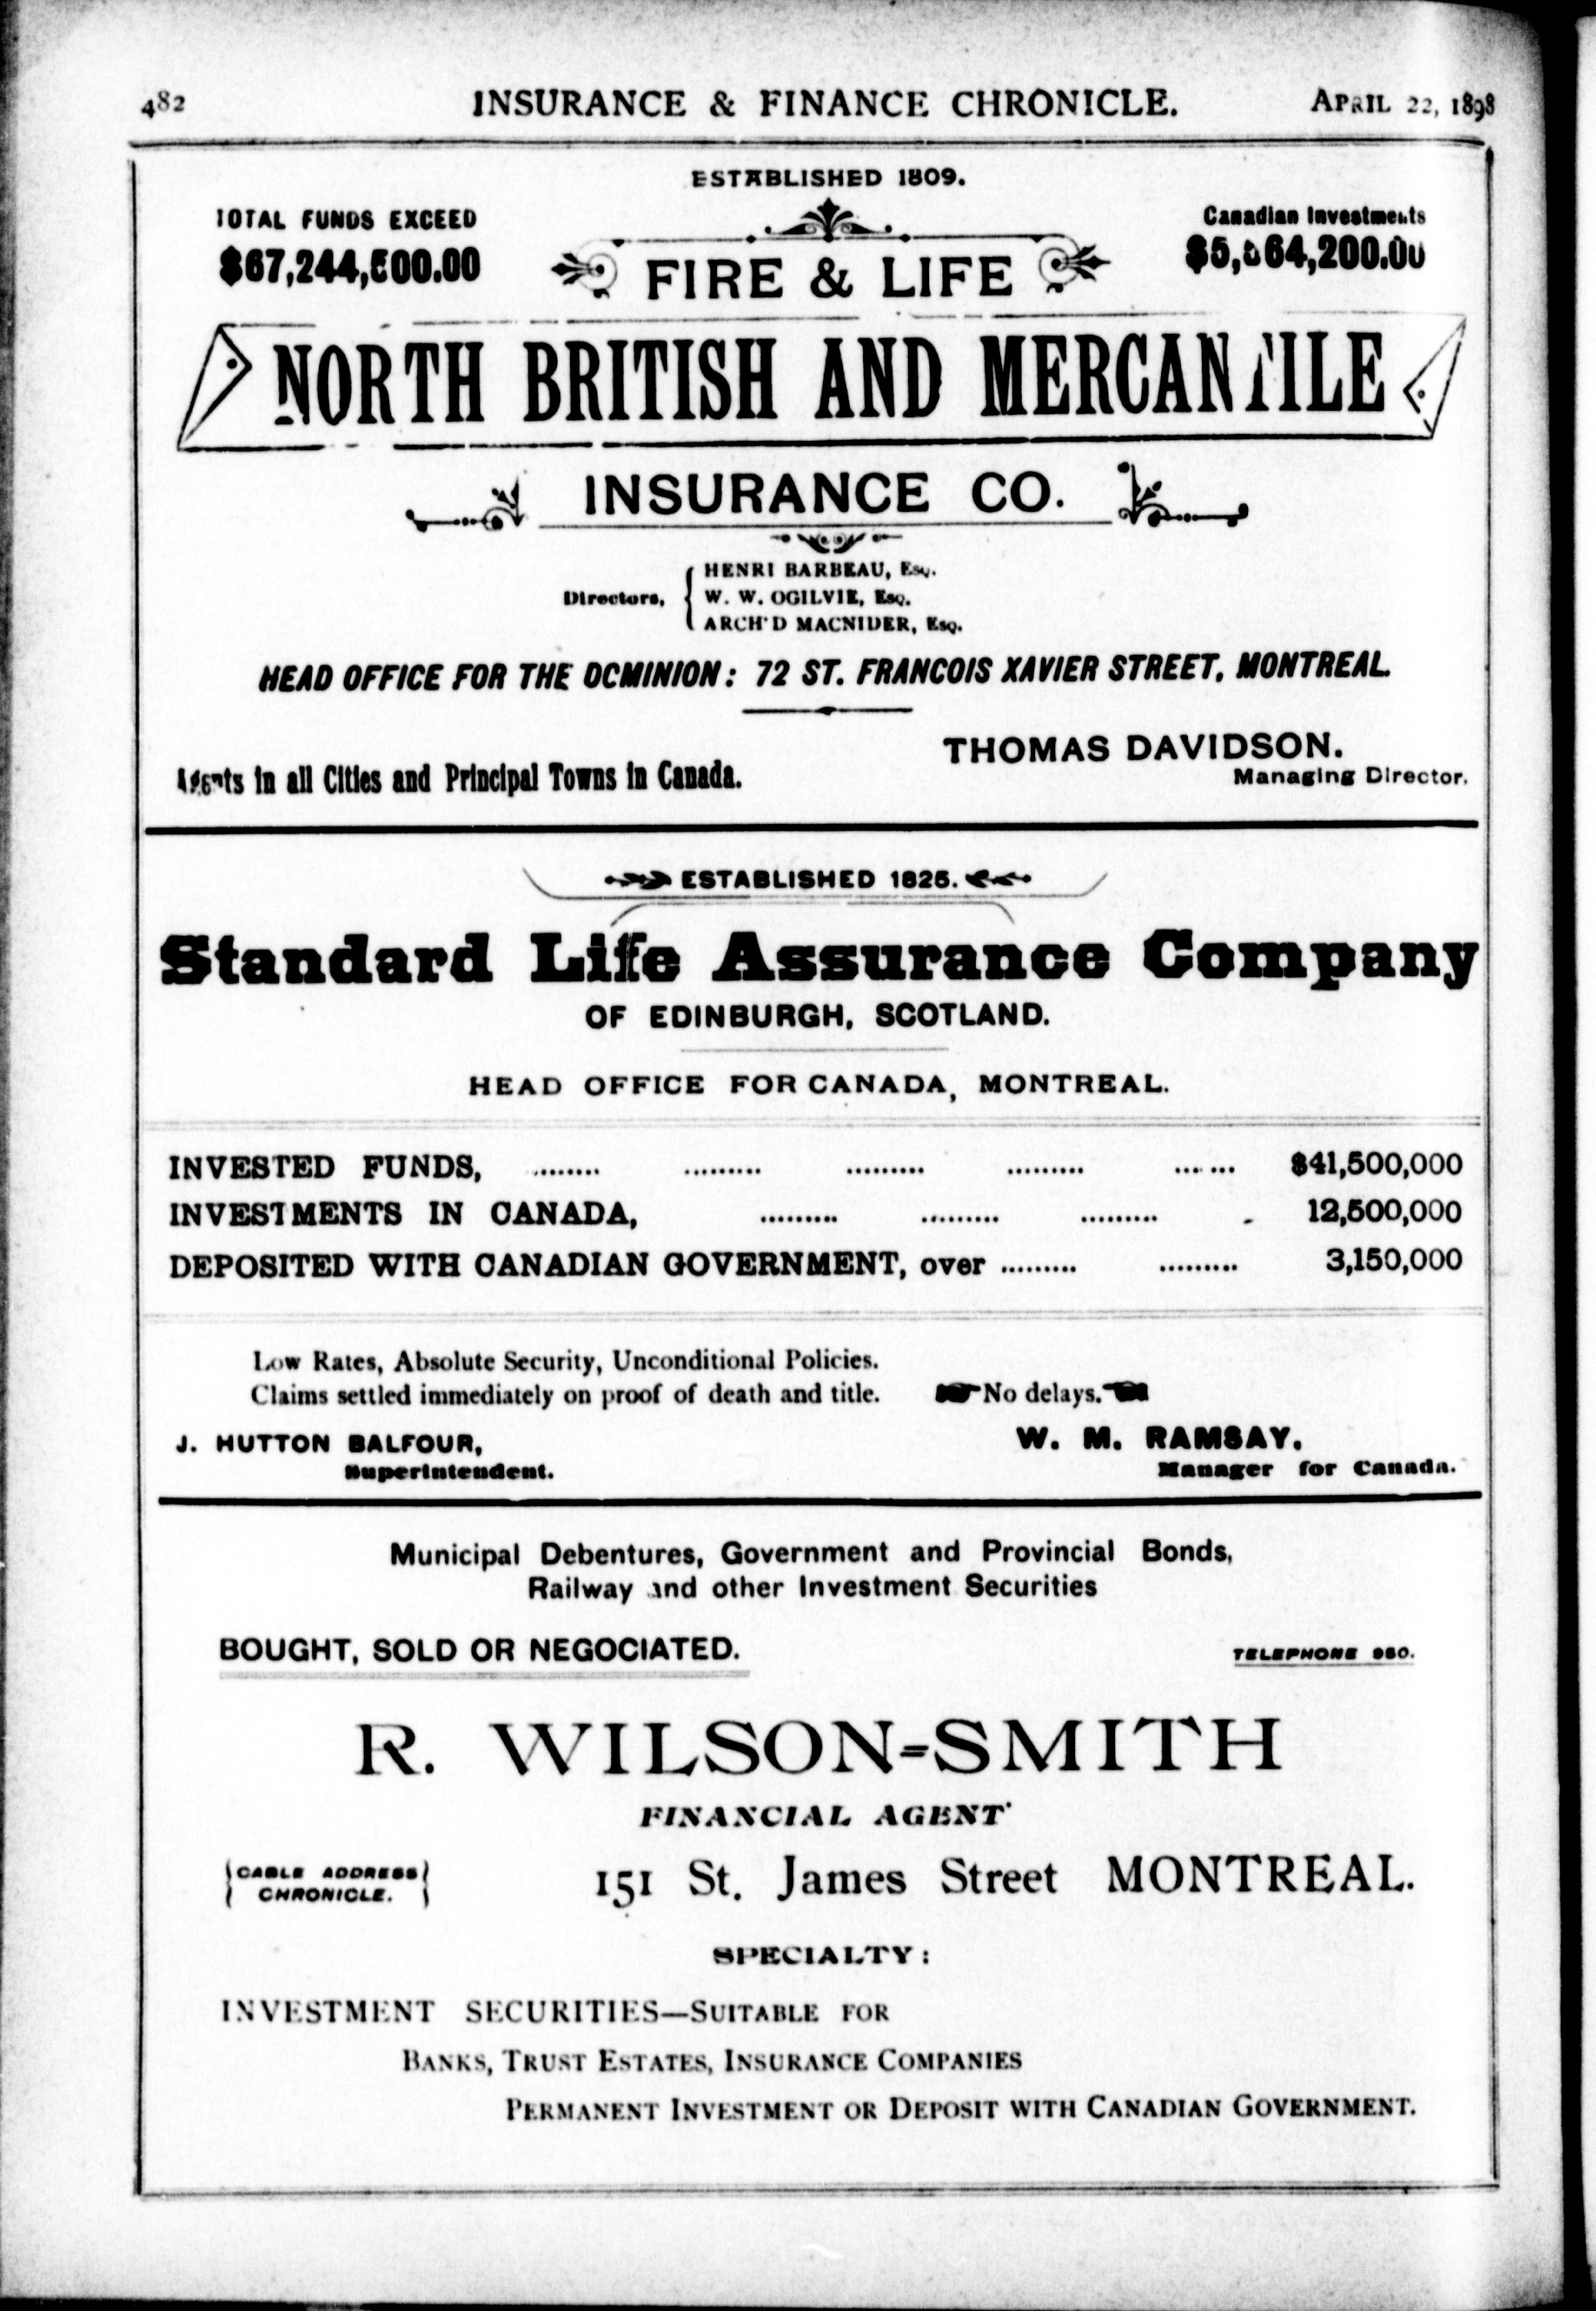 482 INSURANCE & FINANCE CHRONICLE. APRIL 22, 1898
ESTABLISHED 1809.
TOTAL FUNDS EXCEED
$67,244,500.00
Canadian Investments
FIRE & LIFE
NORTH BRITISH AND MERCANTILE
INSURANCE CO.
Directors,
HENRI BARBEAU, Esq.
W. W. OGILVIE, Esq.
ARCH'D MACNIDER, Esq.
HEAD OFFICE FOR THE DOMINION: 72 ST. FRANCOIS XAVIER STREET, MONTREAL.
THOMAS DAVIDSON.
Managing Director.
Agents in all Cities and Principal Towns in Canada.
ESTABLISHED 1825.
Standard Life Assurance Company
OF EDINBURGH, SCOTLAND.
HEAD OFFICE FOR CANADA, MONTREAL.
INVESTED FUNDS, ........ ......... ......... ......... ...... $41,500,000
INVESTMENTS IN CANADA, ......... ......... ......... . 12,500,000
DEPOSITED WITH CANADIAN GOVERNMENT, over ......... ......... 3,150,000
Low Rates, Absolute Security, Unconditional Policies.
Claims settled immediately on proof of death and title. No delays.
J. HUTTON BALFOUR,
Superintendent.
W. M. RAMSAY,
Manager for Canada.
Municipal Debentures, Government and Provincial Bonds,
Railway and other Investment Securities
BOUGHT, SOLD OR NEGOCIATED.
TELEPHONE 950.
R. WILSON-SMITH
FINANCIAL AGENT
CABLE ADDRESS
CHRONICLE.
151 St. James Street MONTREAL.
SPECIALTY:
INVESTMENT SECURITIES—SUITABLE FOR
BANKS, TRUST ESTATES, INSURANCE COMPANIES
PERMANENT INVESTMENT OR DEPOSIT WITH CANADIAN GOVERNMENT.